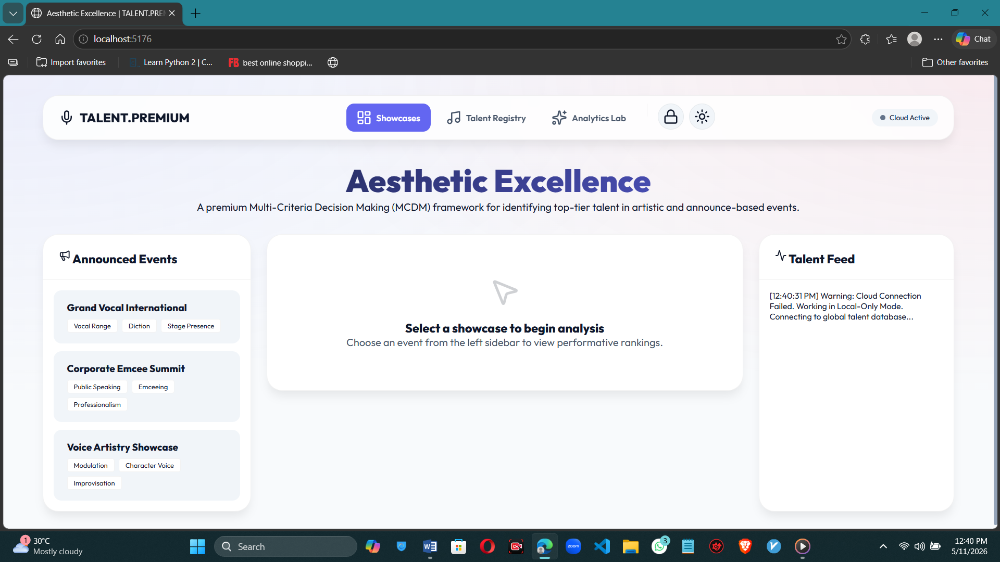 Aesthetic Excellence | TALENT.PREM
localhost:5176
Chat
Import favorites
Learn Python 2 | C...
FB best online shoppi...
Other favorites
TALENT.PREMIUM
Showcases
Talent Registry
Analytics Lab
Cloud Active
Aesthetic Excellence
A premium Multi-Criteria Decision Making (MCDM) framework for identifying top-tier talent in artistic and announce-based events.
Announced Events
Grand Vocal International
Vocal Range Diction Stage Presence
Corporate Emcee Summit
Public Speaking Emceeing
Professionalism
Voice Artistry Showcase
Modulation Character Voice
Improvisation
Select a showcase to begin analysis
Choose an event from the left sidebar to view performative rankings.
Talent Feed
[12:40:31 PM] Warning: Cloud Connection
Failed. Working in Local-Only Mode.
Connecting to global talent database...
1
30°C
Mostly cloudy
Search
W
zoom
3
12:40 PM
5/11/2026